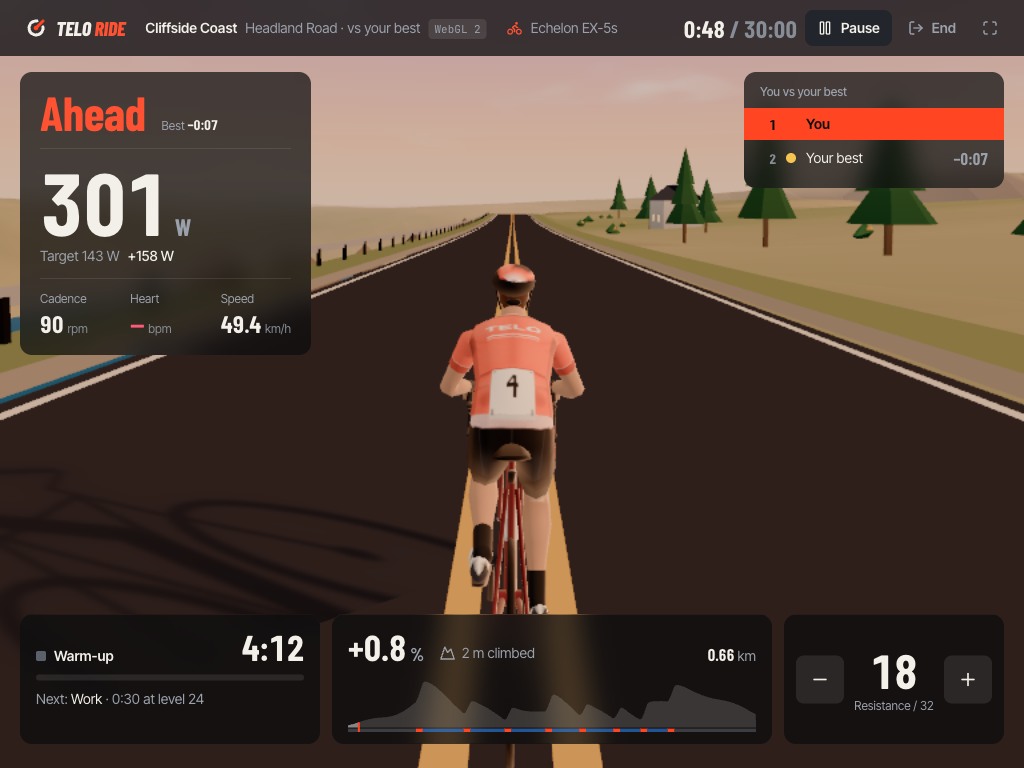 TELO RIDE
Cliffside Coast Headland Road · vs your best WebGL 2 Echelon EX-5s 0:48 / 30:00 Pause End
Ahead Best −0:07
301 W
Target 143 W +158 W
Cadence Heart Speed
90 rpm – bpm 49.4 km/h
You vs your best
1 You
2 Your best −0:07
TELO
4
Warm-up 4:12
Next: Work · 0:30 at level 24
+0.8 % 2 m climbed 0.66 km
− 18 +
Resistance / 32